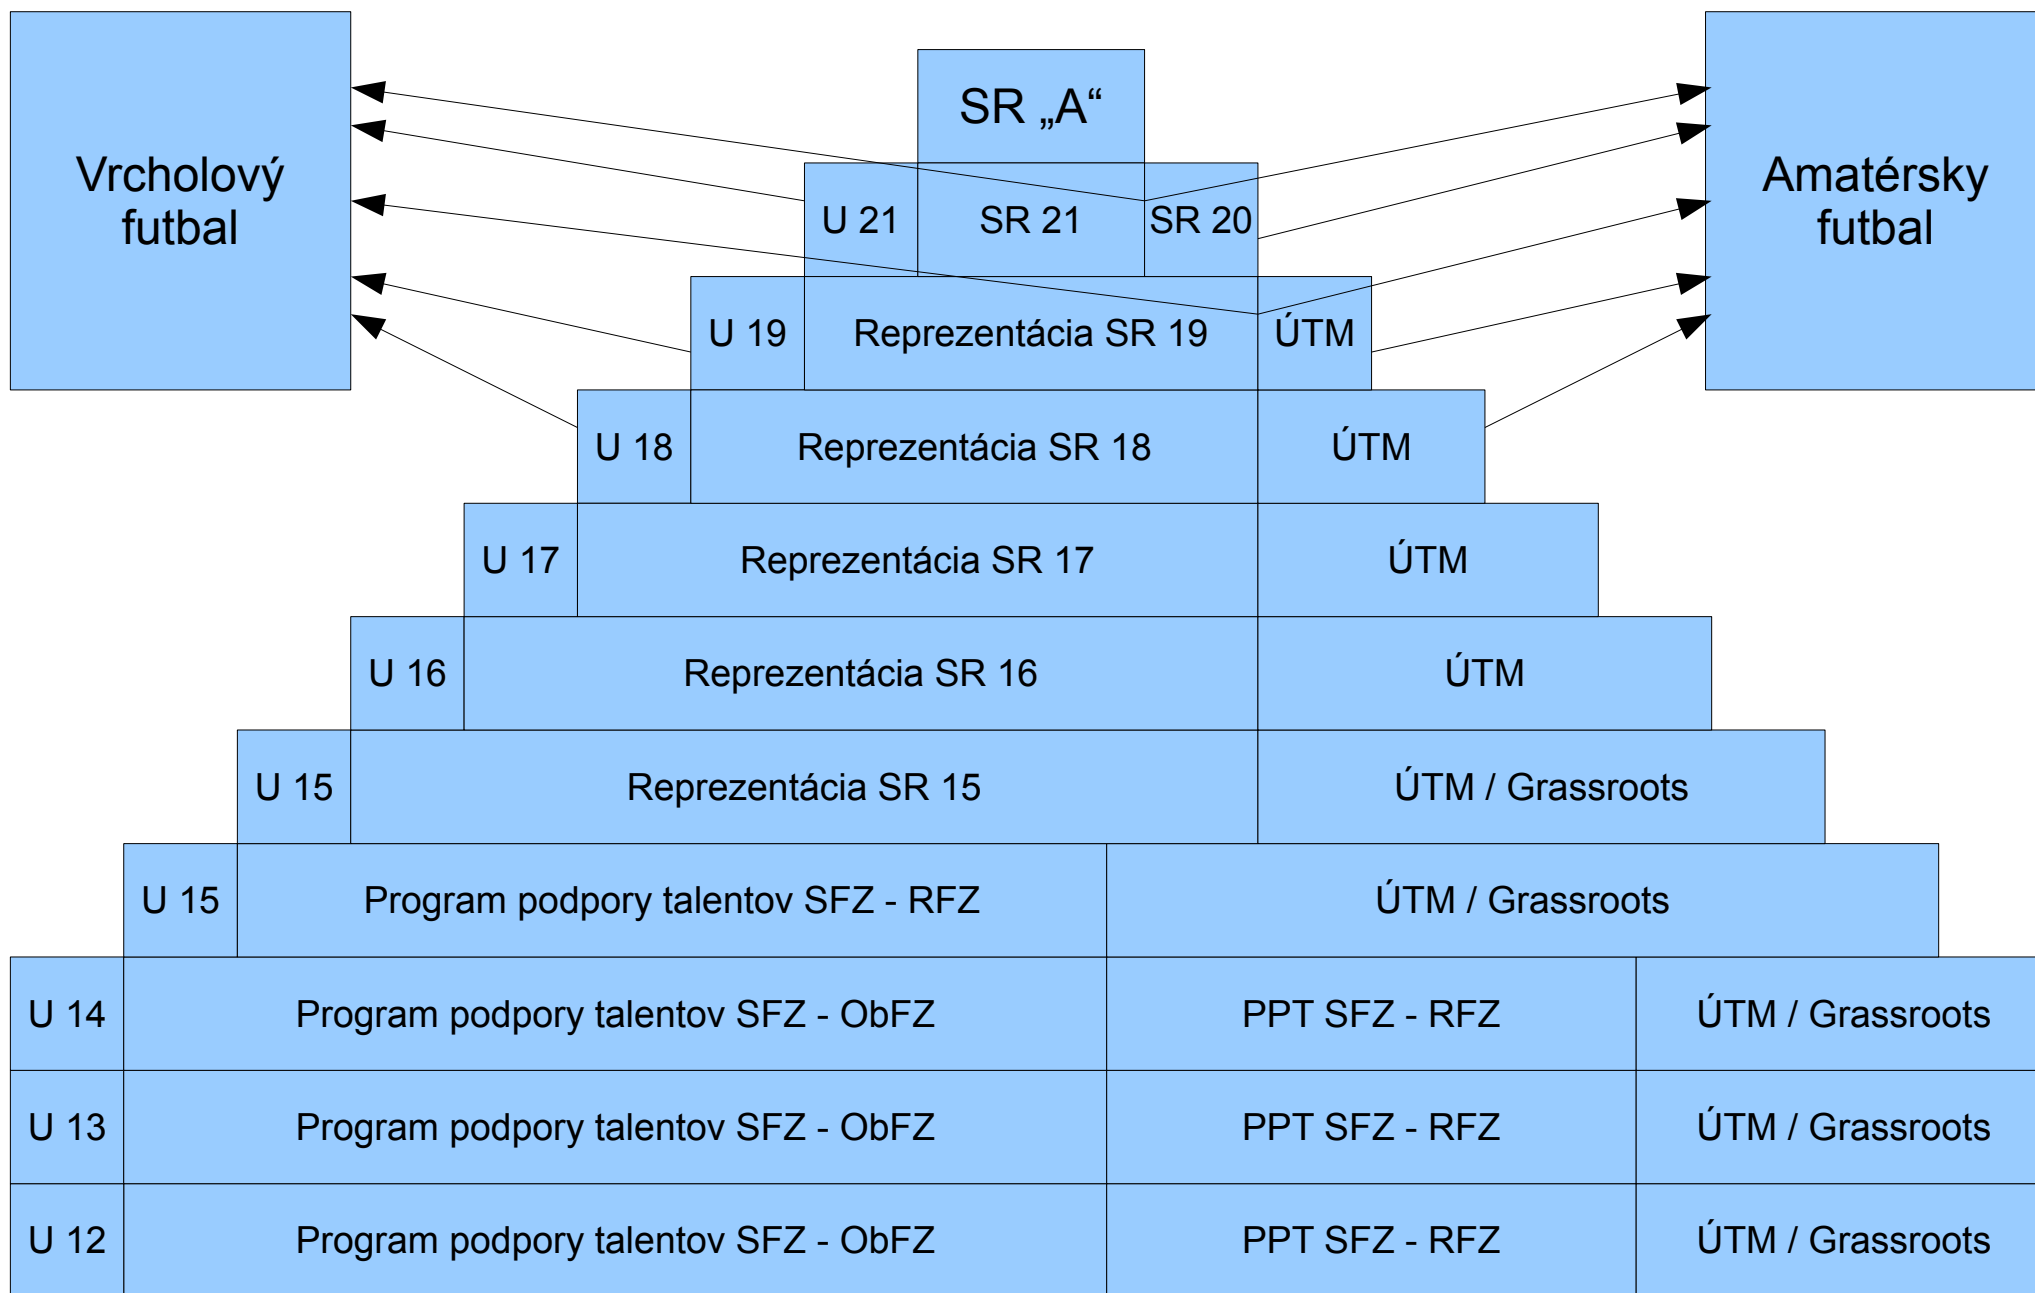 Vrcholový
futbal
SR „A“
Amatérsky
futbal
U 21
SR 21
SR 20
U 19
Reprezentácia SR 19
ÚTM
U 18
Reprezentácia SR 18
ÚTM
U 17
Reprezentácia SR 17
ÚTM
U 16
Reprezentácia SR 16
ÚTM
U 15
Reprezentácia SR 15
ÚTM / Grassroots
U 15
Program podpory talentov SFZ - RFZ
ÚTM / Grassroots
U 14
Program podpory talentov SFZ - ObFZ
PPT SFZ - RFZ
ÚTM / Grassroots
U 13
Program podpory talentov SFZ - ObFZ
PPT SFZ - RFZ
ÚTM / Grassroots
U 12
Program podpory talentov SFZ - ObFZ
PPT SFZ - RFZ
ÚTM / Grassroots